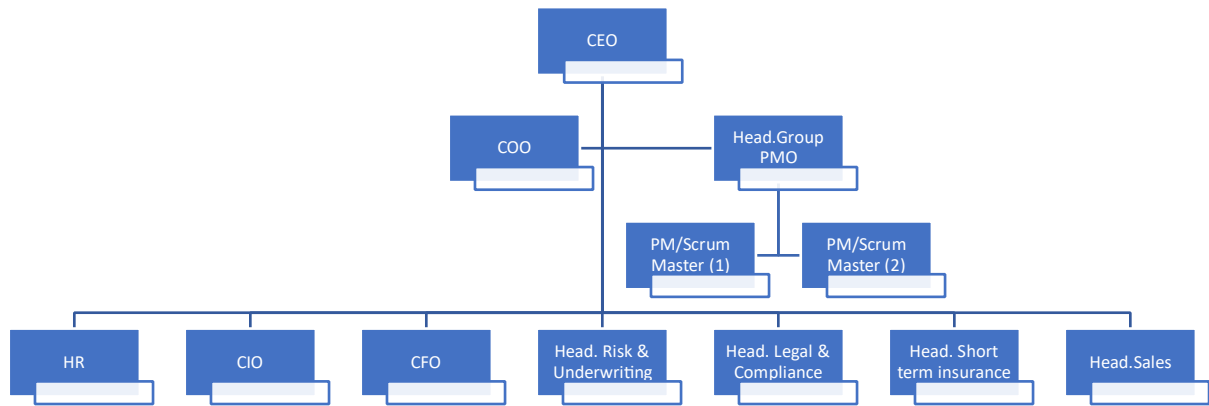 CEO
COO
Head.Group
PMO
PM/Scrum
Master (1)
PM/Scrum
Master (2)
HR
CIO
CFO
Head. Risk &
Underwriting
Head. Legal &
Compliance
Head. Short
term insurance
Head.Sales